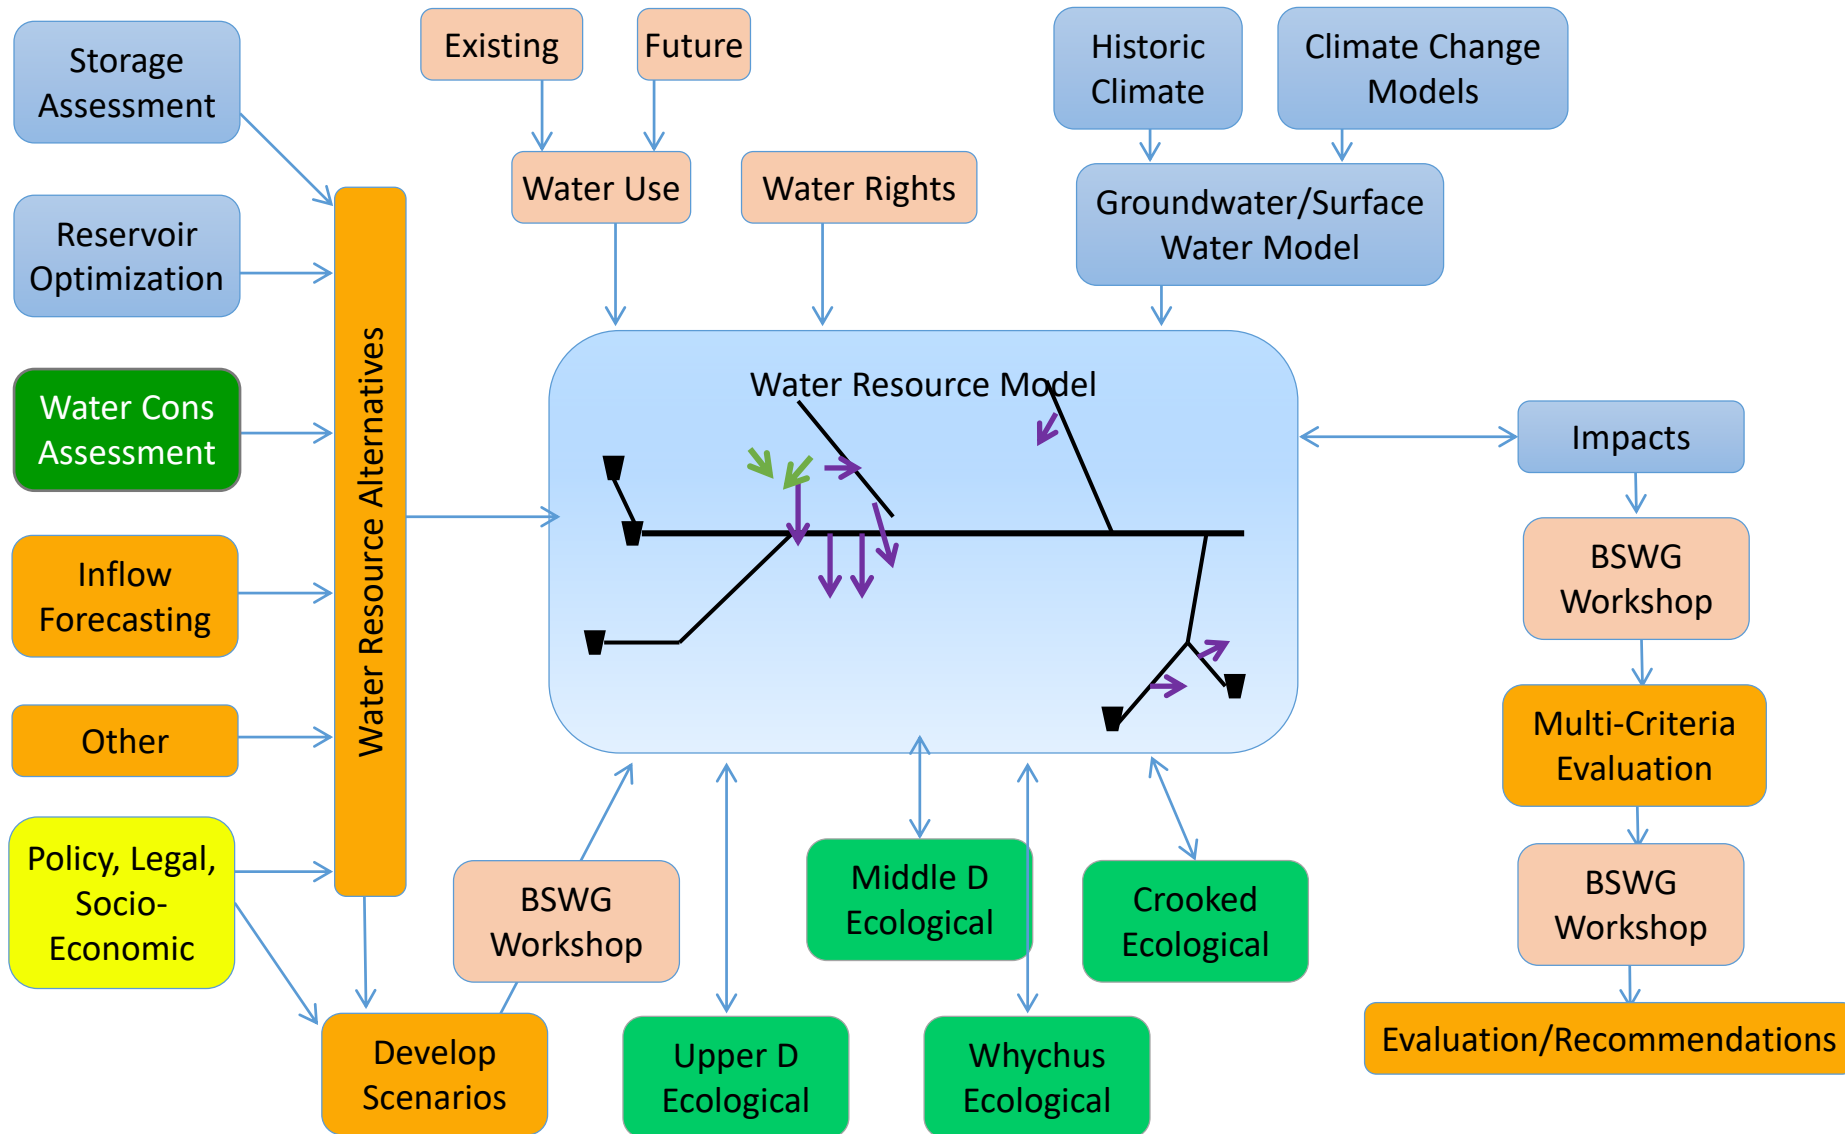 Storage
Assessment
Existing
Future
Historic
Climate
Climate Change
Models
Reservoir
Optimization
Water Use
Water Rights
Groundwater/Surface
Water Model
Water Resource Alternatives
Water Resource Model
Water Cons
Assessment
Impacts
Inflow
Forecasting
BSWG
Workshop
Other
Multi-Criteria
Evaluation
Policy, Legal,
Socio-
Economic
BSWG
Workshop
Middle D
Ecological
Crooked
Ecological
BSWG
Workshop
Develop
Scenarios
Upper D
Ecological
Whychus
Ecological
Evaluation/Recommendations